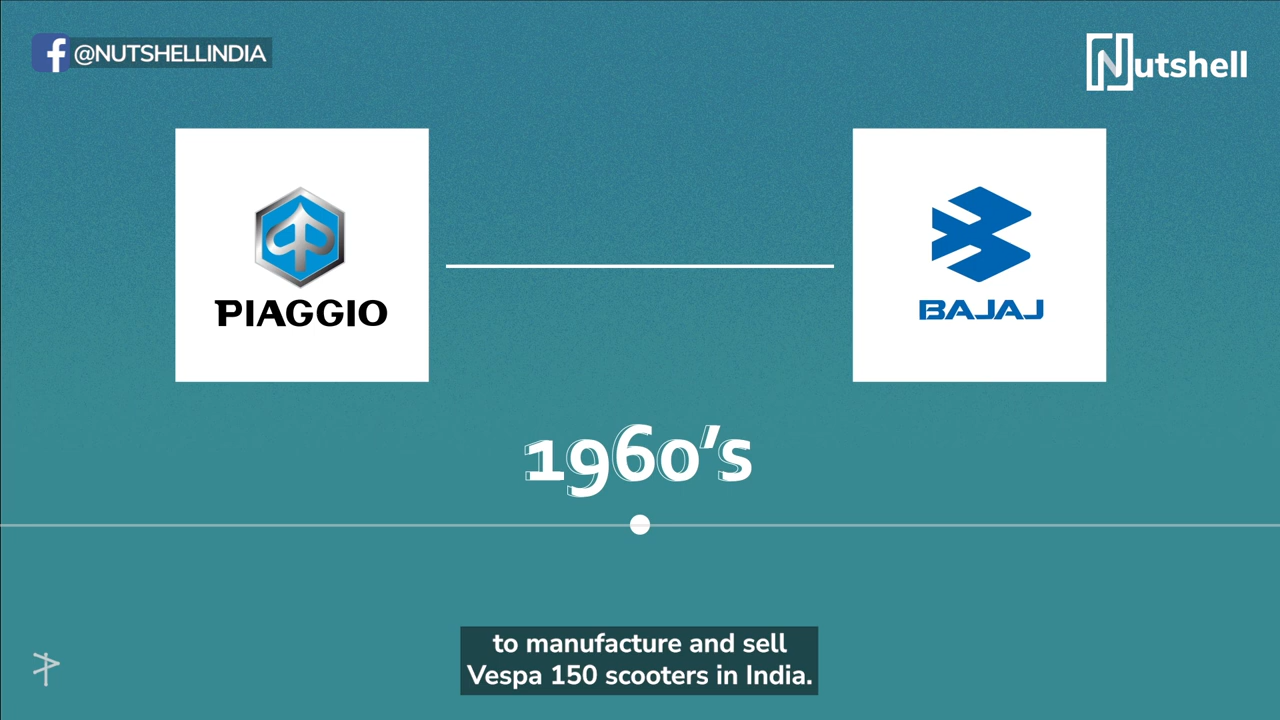 @NUTSHELLINDIA
Nutshell
PIAGGIO
BAJAJ
1960's
to manufacture and sell
Vespa 150 scooters in India.